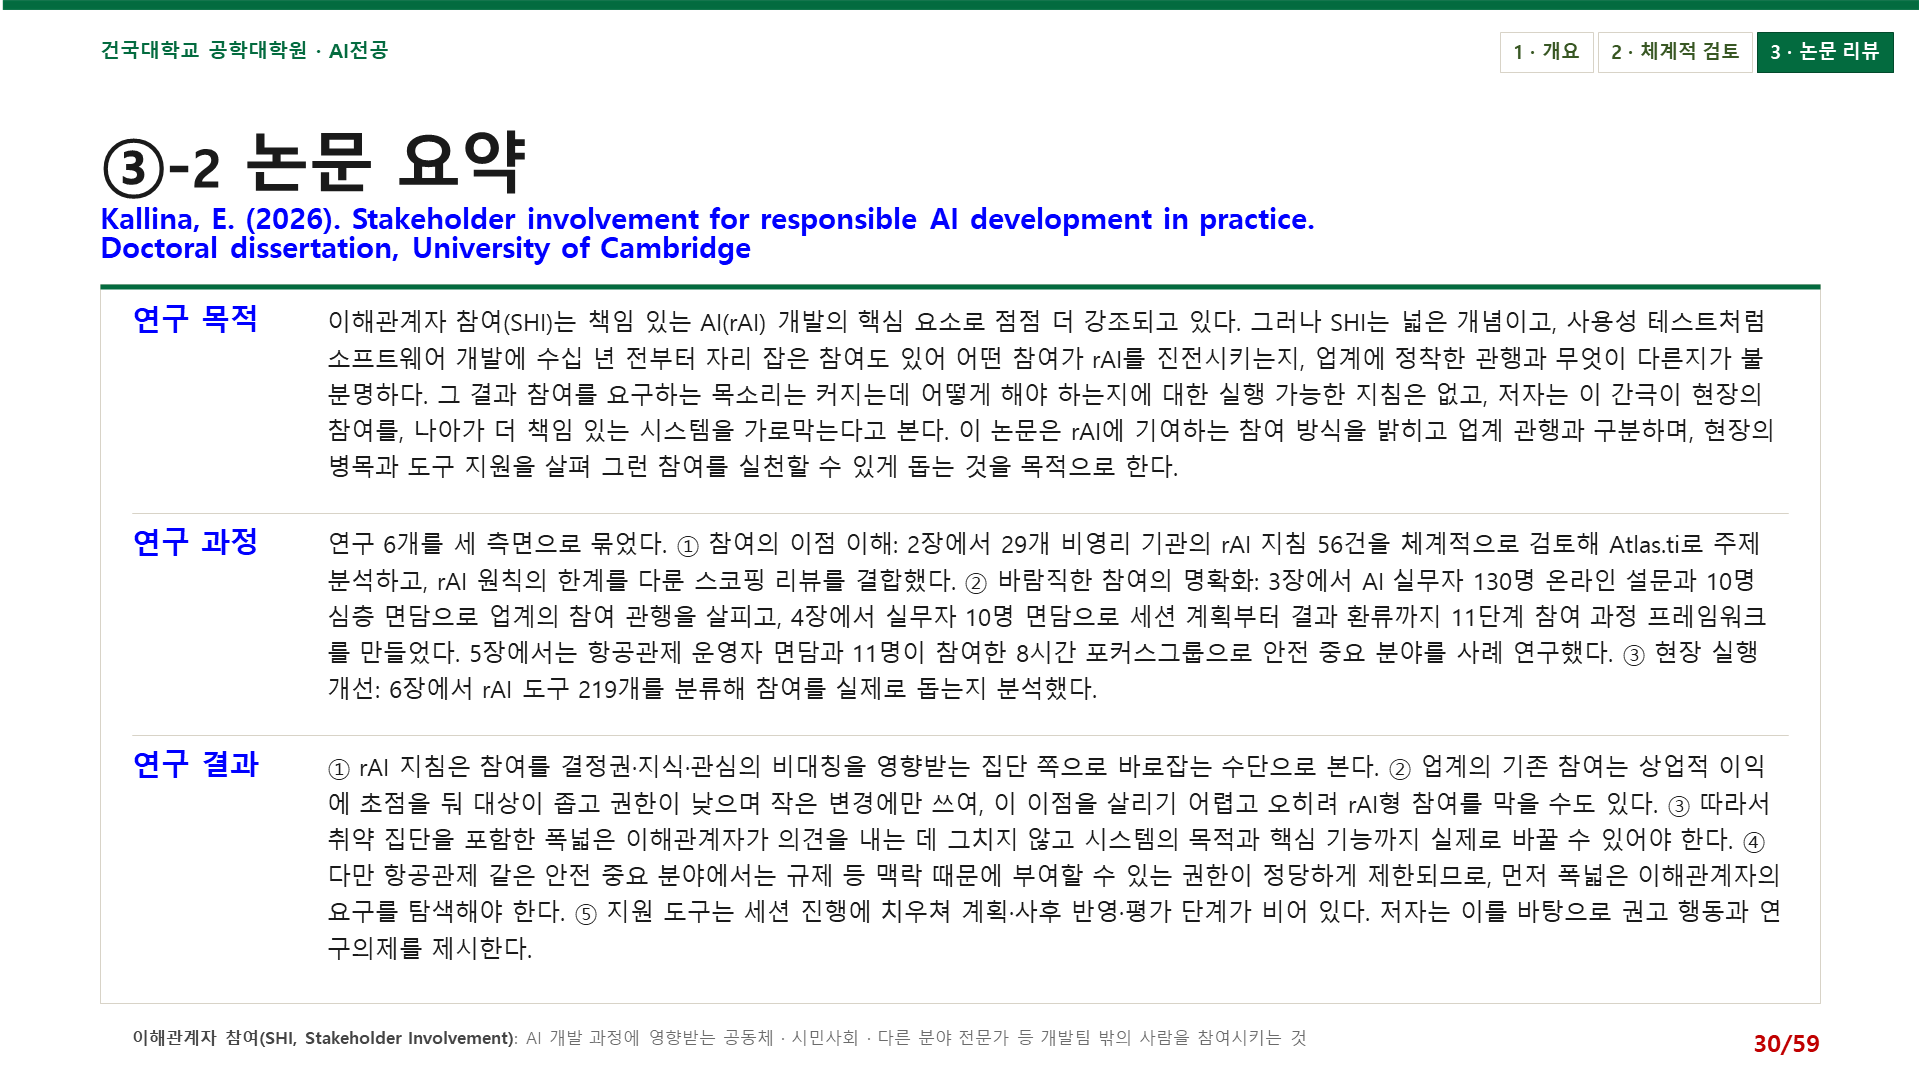 건국대학교 공학대학원 · AI전공
1 · 개요
2 · 체계적 검토
3 · 논문 리뷰
③-2 논문 요약
Kallina, E. (2026). Stakeholder involvement for responsible AI development in practice.
Doctoral dissertation, University of Cambridge
연구 목적
이해관계자 참여(SHI)는 책임 있는 AI(rAI) 개발의 핵심 요소로 점점 더 강조되고 있다. 그러나 SHI는 넓은 개념이고, 사용성 테스트처럼
소프트웨어 개발에 수십 년 전부터 자리 잡은 참여도 있어 어떤 참여가 rAI를 진전시키는지, 업계에 정착한 관행과 무엇이 다른지가 불
분명하다. 그 결과 참여를 요구하는 목소리는 커지는데 어떻게 해야 하는지에 대한 실행 가능한 지침은 없고, 저자는 이 간극이 현장의
참여를, 나아가 더 책임 있는 시스템을 가로막는다고 본다. 이 논문은 rAI에 기여하는 참여 방식을 밝히고 업계 관행과 구분하며, 현장의
병목과 도구 지원을 살펴 그런 참여를 실천할 수 있게 돕는 것을 목적으로 한다.
연구 과정
연구 6개를 세 측면으로 묶었다. ① 참여의 이점 이해: 2장에서 29개 비영리 기관의 rAI 지침 56건을 체계적으로 검토해 Atlas.ti로 주제
분석하고, rAI 원칙의 한계를 다룬 스코핑 리뷰를 결합했다. ② 바람직한 참여의 명확화: 3장에서 AI 실무자 130명 온라인 설문과 10명
심층 면담으로 업계의 참여 관행을 살피고, 4장에서 실무자 10명 면담으로 세션 계획부터 결과 환류까지 11단계 참여 과정 프레임워크
를 만들었다. 5장에서는 항공관제 운영자 면담과 11명이 참여한 8시간 포커스그룹으로 안전 중요 분야를 사례 연구했다. ③ 현장 실행
개선: 6장에서 rAI 도구 219개를 분류해 참여를 실제로 돕는지 분석했다.
연구 결과
① rAI 지침은 참여를 결정권·지식·관심의 비대칭을 영향받는 집단 쪽으로 바로잡는 수단으로 본다. ② 업계의 기존 참여는 상업적 이익
에 초점을 둬 대상이 좁고 권한이 낮으며 작은 변경에만 쓰여, 이 이점을 살리기 어렵고 오히려 rAI형 참여를 막을 수도 있다. ③ 따라서
취약 집단을 포함한 폭넓은 이해관계자가 의견을 내는 데 그치지 않고 시스템의 목적과 핵심 기능까지 실제로 바꿀 수 있어야 한다. ④
다만 항공관제 같은 안전 중요 분야에서는 규제 등 맥락 때문에 부여할 수 있는 권한이 정당하게 제한되므로, 먼저 폭넓은 이해관계자의
요구를 탐색해야 한다. ⑤ 지원 도구는 세션 진행에 치우쳐 계획·사후 반영·평가 단계가 비어 있다. 저자는 이를 바탕으로 권고 행동과 연
구의제를 제시한다.
이해관계자 참여(SHI, Stakeholder Involvement): AI 개발 과정에 영향받는 공동체 · 시민사회 · 다른 분야 전문가 등 개발팀 밖의 사람을 참여시키는 것
30/59